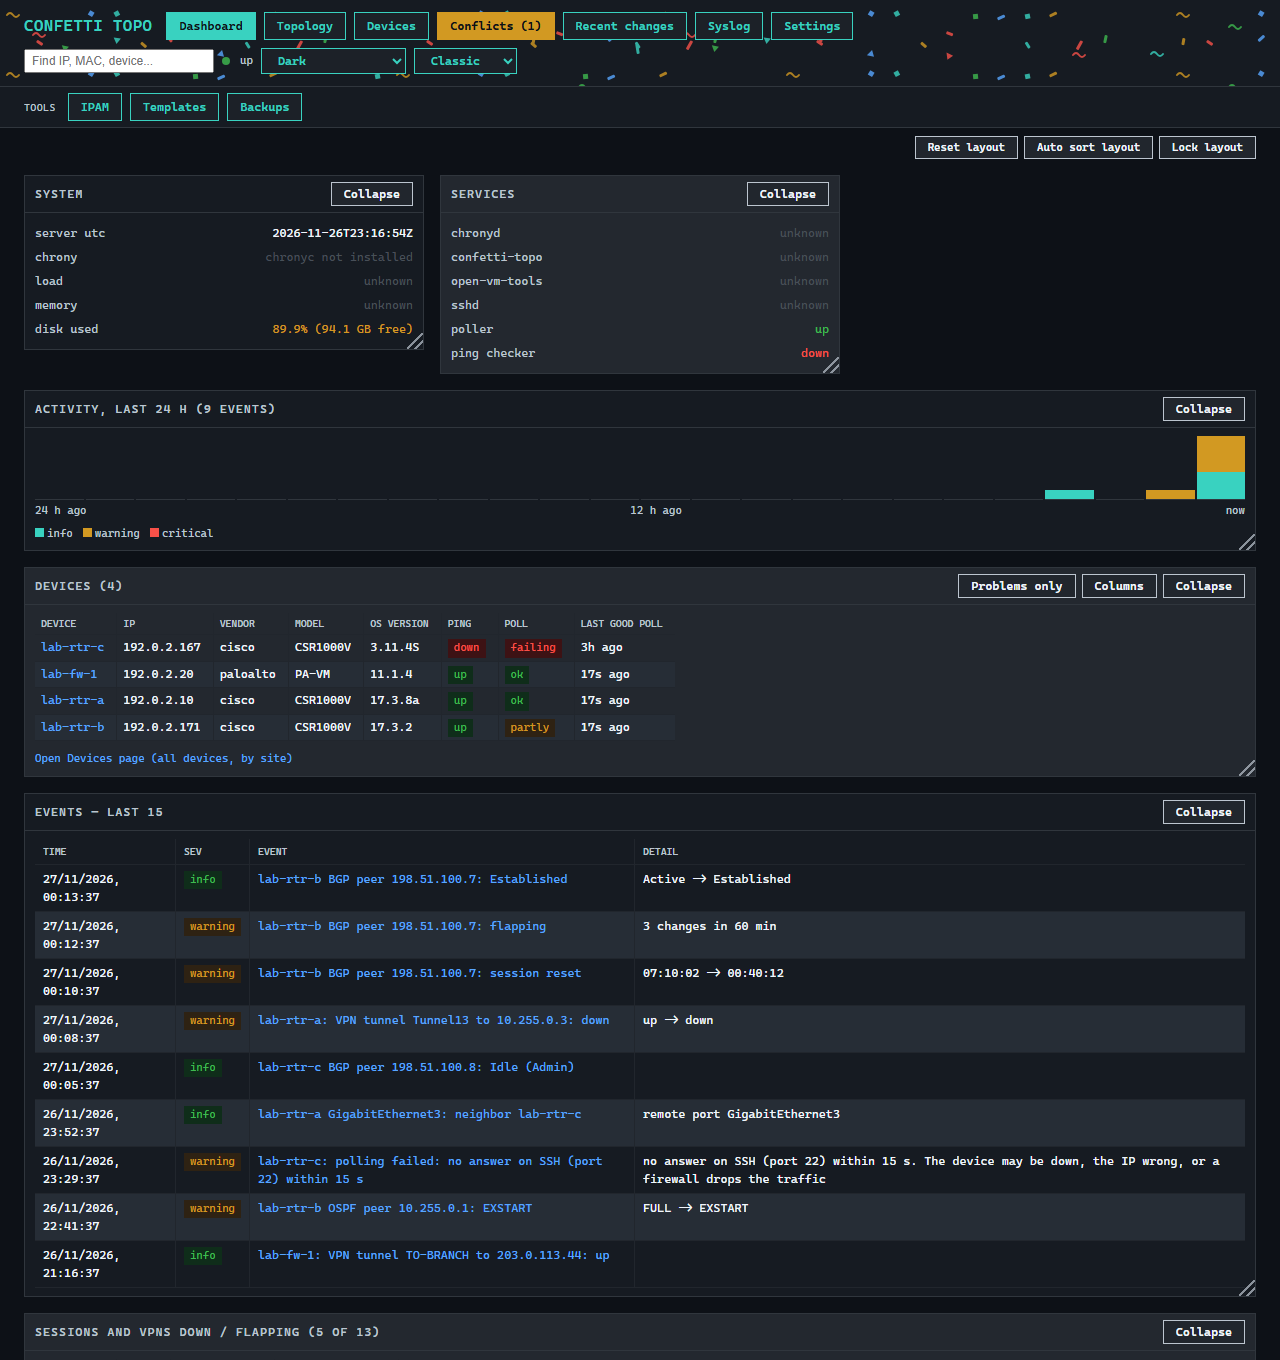 CONFETTI TOPO Dashboard Topology Devices Conflicts (1) Recent changes Syslog Settings
Find IP, MAC, device... up Dark Classic
TOOLS IPAM Templates Backups
Reset layout Auto sort layout Lock layout
SYSTEM Collapse
server utc 2026-11-26T23:16:54Z
chrony chronyc not installed
load unknown
memory unknown
disk used 89.9% (94.1 GB free)
SERVICES Collapse
chronyd unknown
confetti-topo unknown
open-vm-tools unknown
sshd unknown
poller up
ping checker down
ACTIVITY, LAST 24 H (9 EVENTS) Collapse
24 h ago 12 h ago now
info warning critical
DEVICES (4) Problems only Columns Collapse
DEVICE IP VENDOR MODEL OS VERSION PING POLL LAST GOOD POLL
lab-rtr-c 192.0.2.167 cisco CSR1000V 3.11.4S down failing 3h ago
lab-fw-1 192.0.2.20 paloalto PA-VM 11.1.4 up ok 17s ago
lab-rtr-a 192.0.2.10 cisco CSR1000V 17.3.8a up ok 17s ago
lab-rtr-b 192.0.2.171 cisco CSR1000V 17.3.2 up partly 17s ago
Open Devices page (all devices, by site)
EVENTS — LAST 15 Collapse
TIME SEV EVENT DETAIL
27/11/2026, info lab-rtr-b BGP peer 198.51.100.7: Established Active -> Established
00:13:37
27/11/2026, warning lab-rtr-b BGP peer 198.51.100.7: flapping 3 changes in 60 min
00:12:37
27/11/2026, warning lab-rtr-b BGP peer 198.51.100.7: session reset 07:10:02 -> 00:40:12
00:10:37
27/11/2026, warning lab-rtr-a: VPN tunnel Tunnel13 to 10.255.0.3: down up -> down
00:08:37
27/11/2026, info lab-rtr-c BGP peer 198.51.100.8: Idle (Admin)
00:05:37
26/11/2026, info lab-rtr-a GigabitEthernet3: neighbor lab-rtr-c remote port GigabitEthernet3
23:52:37
26/11/2026, warning lab-rtr-c: polling failed: no answer on SSH (port no answer on SSH (port 22) within 15 s. The device may be down, the IP wrong, or a
23:29:37 22) within 15 s firewall drops the traffic
26/11/2026, warning lab-rtr-b OSPF peer 10.255.0.1: EXSTART FULL -> EXSTART
22:41:37
26/11/2026, info lab-fw-1: VPN tunnel TO-BRANCH to 203.0.113.44: up
21:16:37
SESSIONS AND VPNS DOWN / FLAPPING (5 OF 13) Collapse